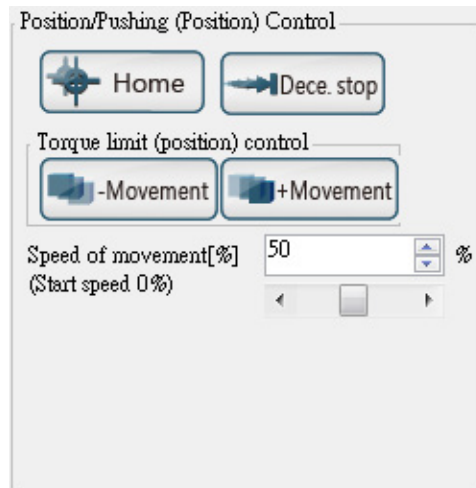 Position/Pushing (Position) Control
Home
Dece. stop
Torque limit (position) control
-Movement
+Movement
Speed of movement[%]
50
%
(Start speed 0%)